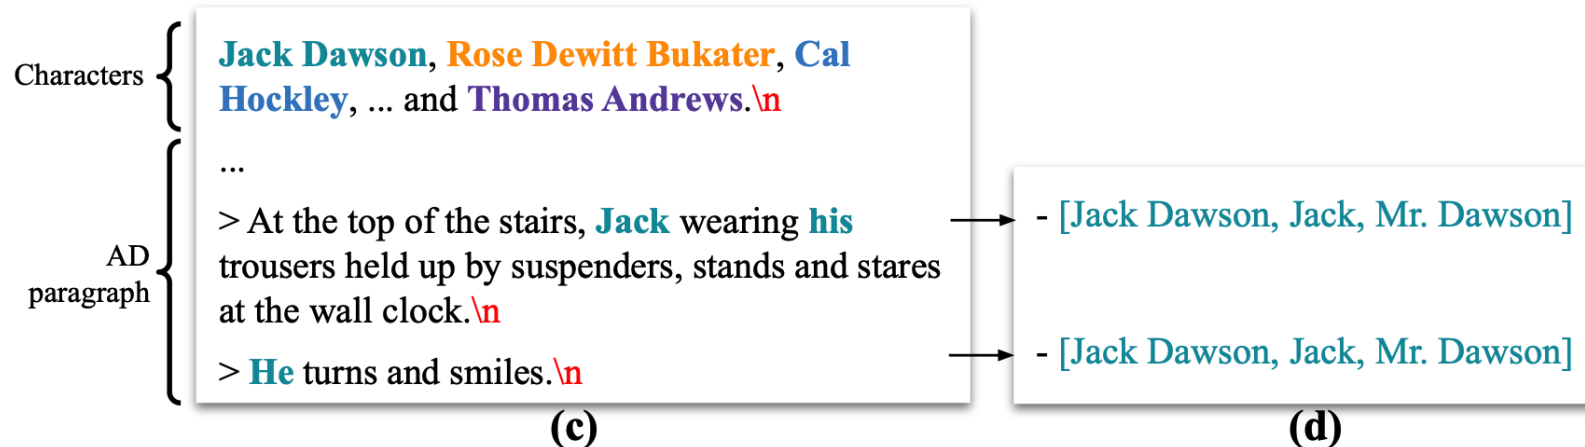 Characters
Jack Dawson, Rose Dewitt Bukater, Cal
Hockley, ... and Thomas Andrews.\n
AD
paragraph
...
> At the top of the stairs, Jack wearing his
trousers held up by suspenders, stands and stares
at the wall clock.\n
> He turns and smiles.\n
(c)
- [Jack Dawson, Jack, Mr. Dawson]
- [Jack Dawson, Jack, Mr. Dawson]
(d)